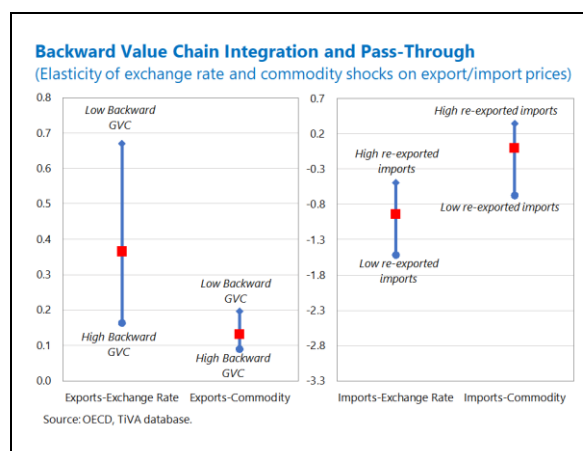 Backward Value Chain Integration and Pass-Through
(Elasticity of exchange rate and commodity shocks on export/import prices)
0.8
0.7
0.6
0.5
0.4
0.3
0.2
0.1
0.0
Low Backward
GVC
High Backward
GVC
Low Backward
GVC
High Backward
GVC
Exports-Exchange Rate
Exports-Commodity
0.7
0.2
-0.3
-0.8
-1.3
-1.8
-2.3
-2.8
-3.3
High re-exported
imports
Low re-exported
imports
High re-exported imports
Low re-exported imports
Imports-Exchange Rate
Imports-Commodity
Source: OECD, TiVA database.